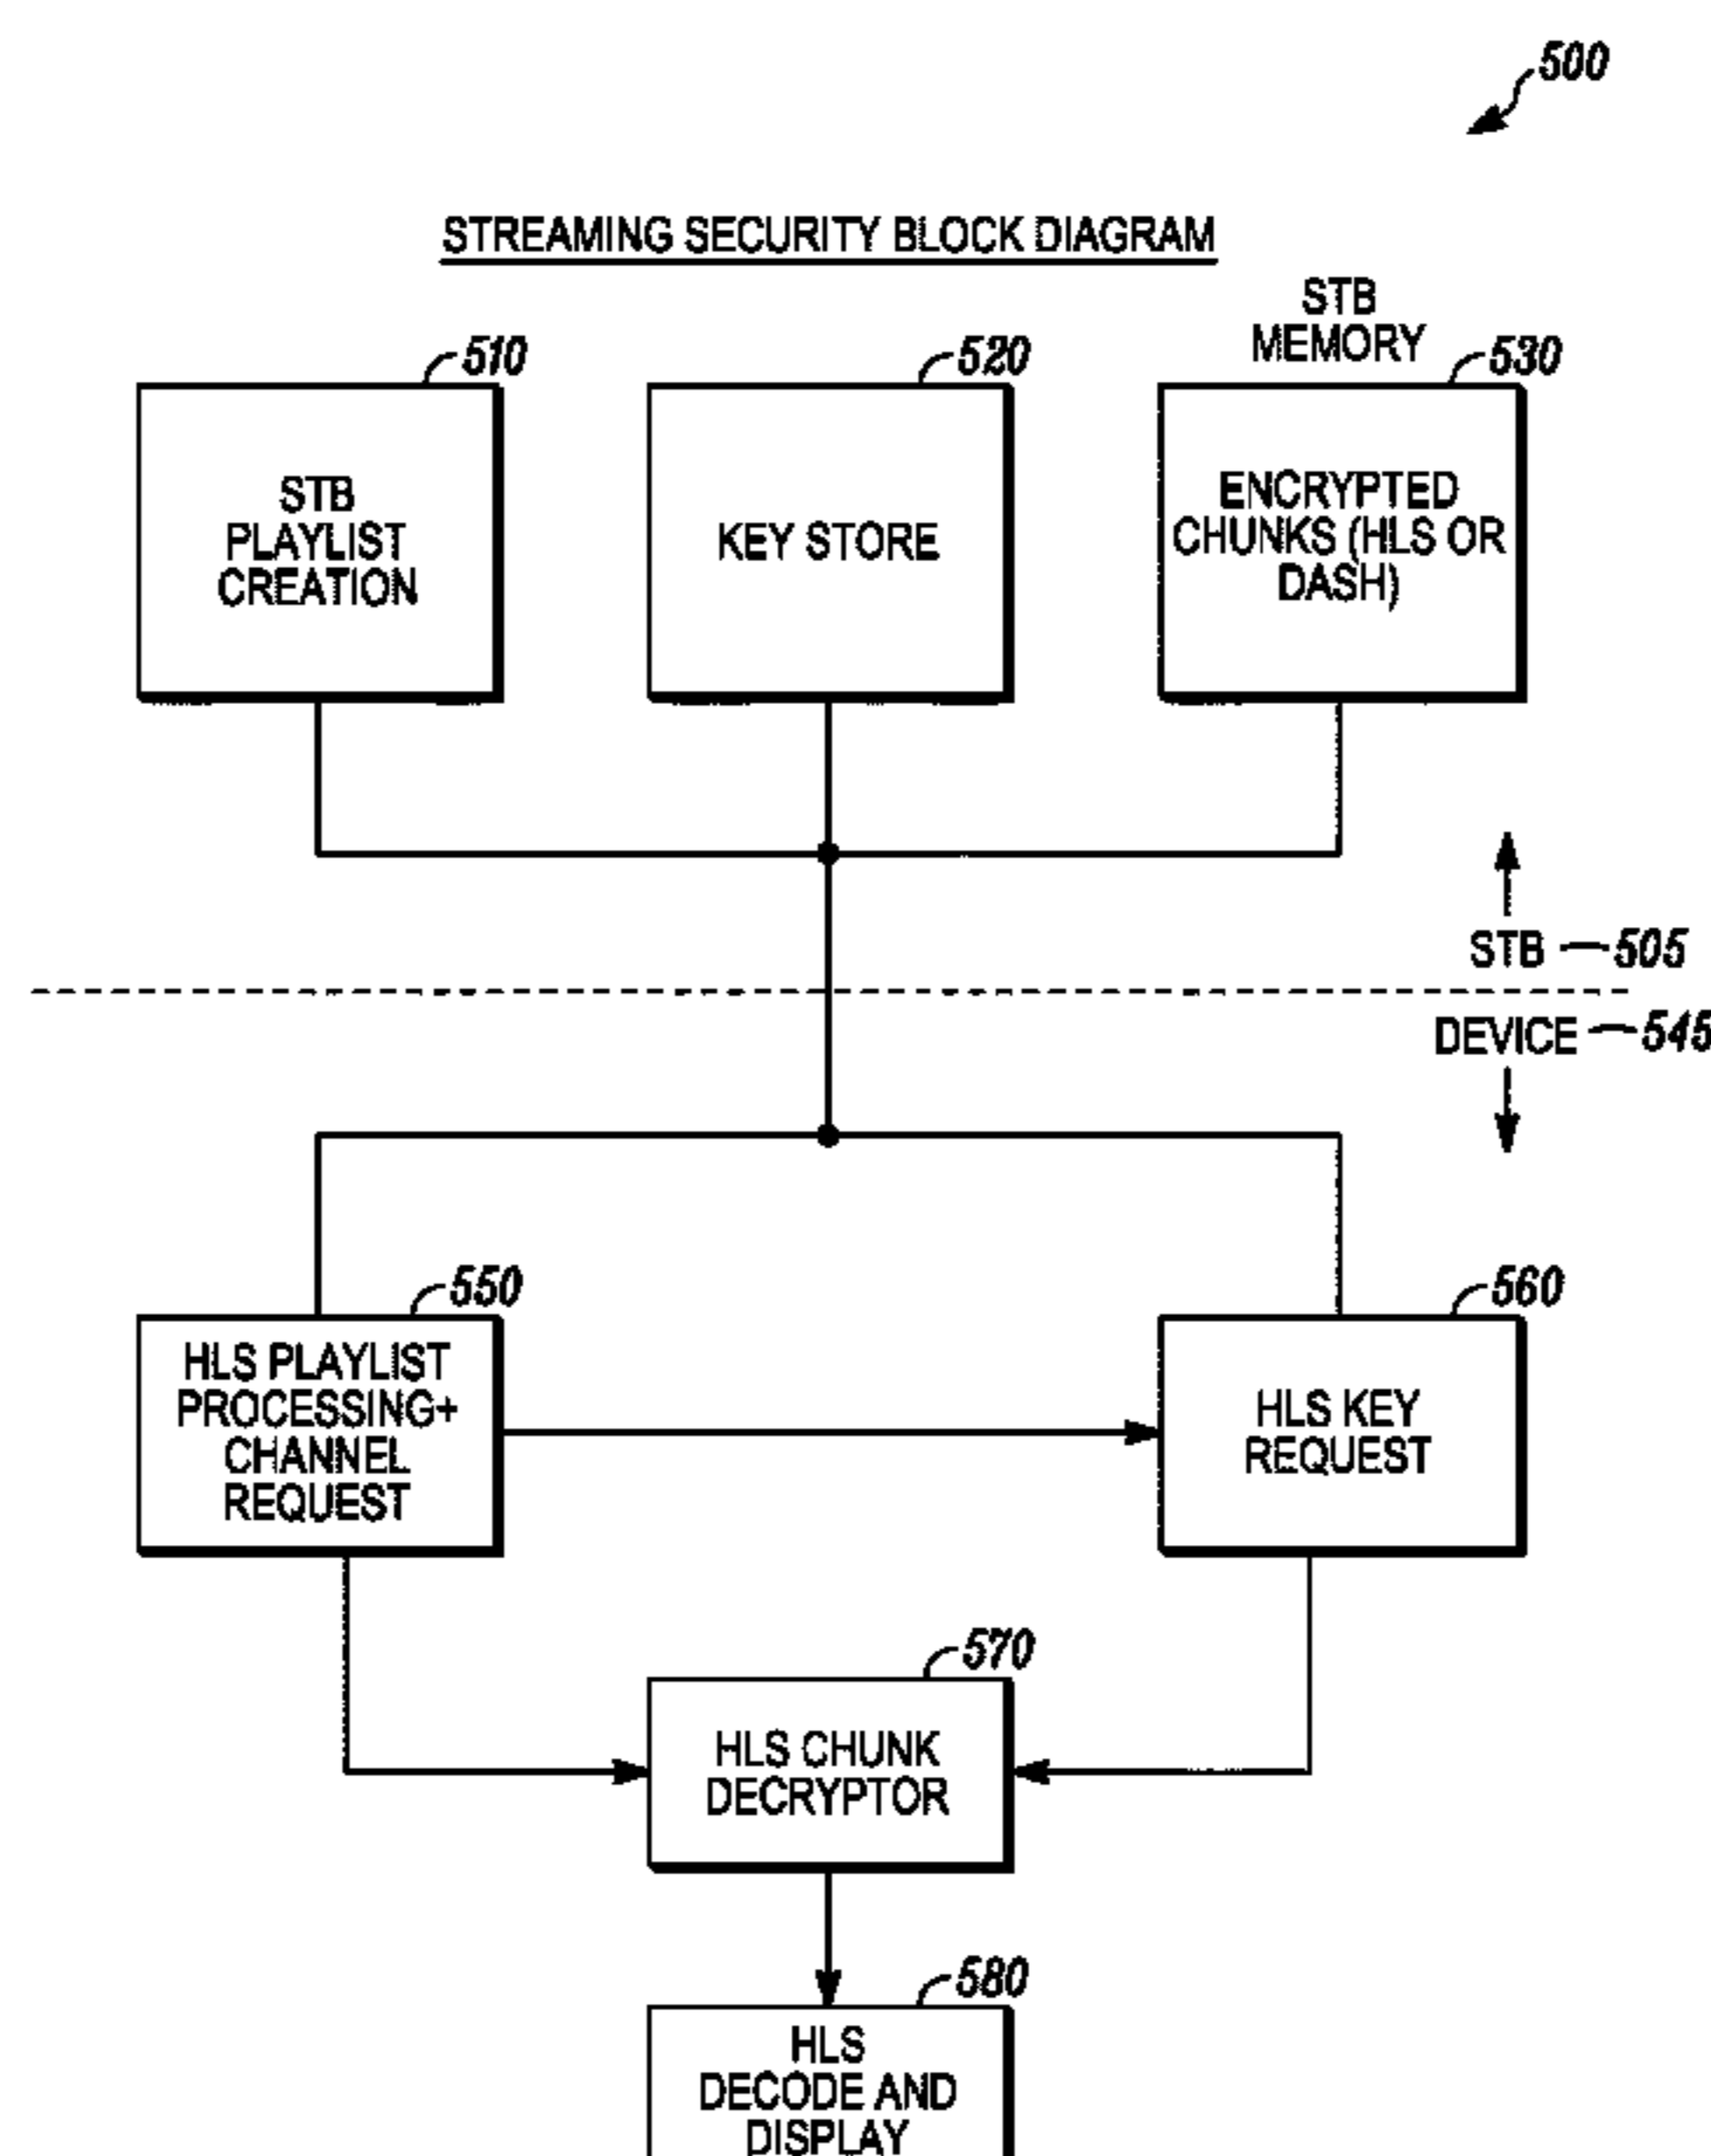 500
STREAMING SECURITY BLOCK DIAGRAM
STB
MEMORY
510
520
530
STB
PLAYLIST
CREATION
KEY STORE
ENCRYPTED
CHUNKS (HLS OR
DASH)
STB
505
DEVICE
545
550
560
HLS PLAYLIST
PROCESSING+
CHANNEL
REQUEST
HLS KEY
REQUEST
570
HLS CHUNK
DECRYPTOR
580
HLS
DECODE AND
DISPLAY